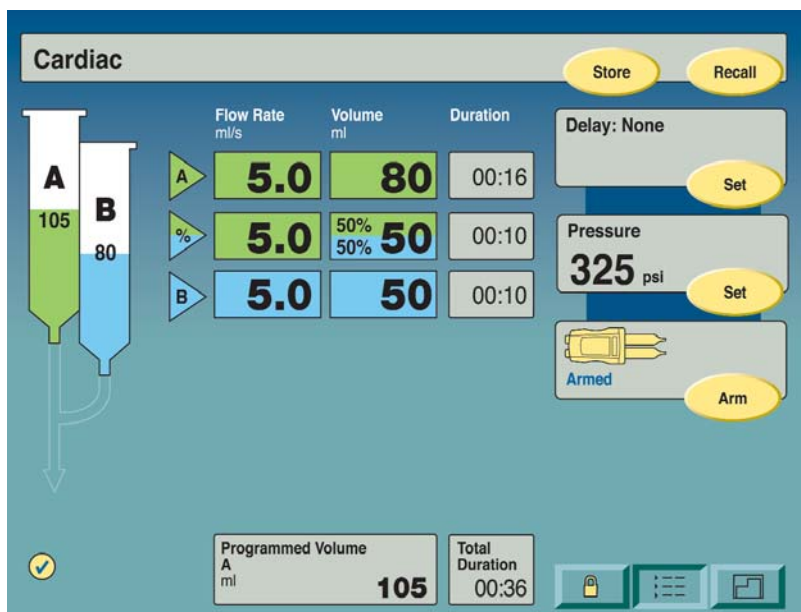 Cardiac
Store
Recall
Flow Rate
ml/s
Volume
ml
Duration
Delay: None
Set
A
105
B
80
A
5.0
80
00:16
%
5.0
50%
50%
50
00:10
B
5.0
50
00:10
Pressure
325 psi
Set
Armed
Arm
Programmed Volume
A
ml
105
Total
Duration
00:36